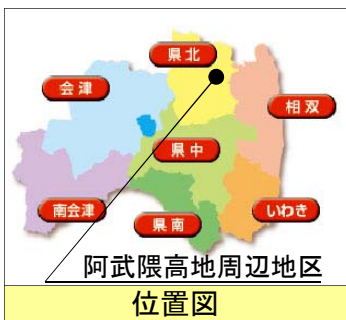 県北
会津
相双
県中
南会津
県南
いわき
阿武隈高地周辺地区
位置図